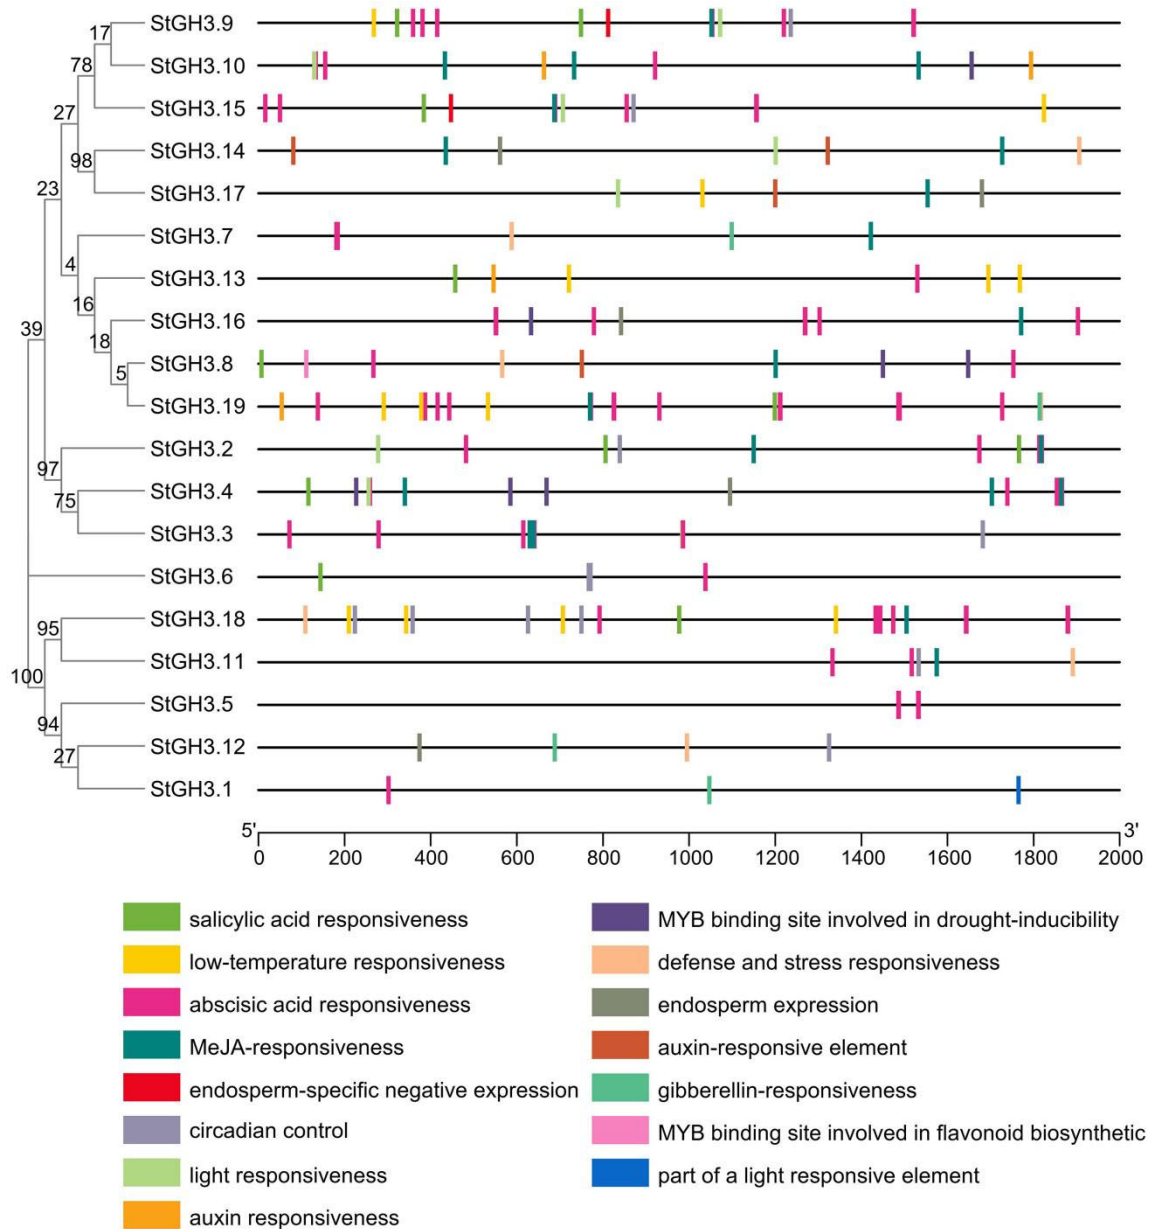 17 StGH3.9
78 StGH3.10
27 StGH3.15
98 StGH3.14
23 StGH3.17
4 StGH3.7
16 StGH3.13
39 18 StGH3.16
5 StGH3.8
StGH3.19
97 StGH3.2
75 StGH3.4
StGH3.3
StGH3.6
95 StGH3.18
100 StGH3.11
94 StGH3.5
27 StGH3.12
StGH3.1
5' 3'
0 200 400 600 800 1000 1200 1400 1600 1800 2000
salicylic acid responsiveness
low-temperature responsiveness
abscisic acid responsiveness
MeJA-responsiveness
endosperm-specific negative expression
circadian control
light responsiveness
auxin responsiveness
MYB binding site involved in drought-inducibility
defense and stress responsiveness
endosperm expression
auxin-responsive element
gibberellin-responsiveness
MYB binding site involved in flavonoid biosynthetic
part of a light responsive element